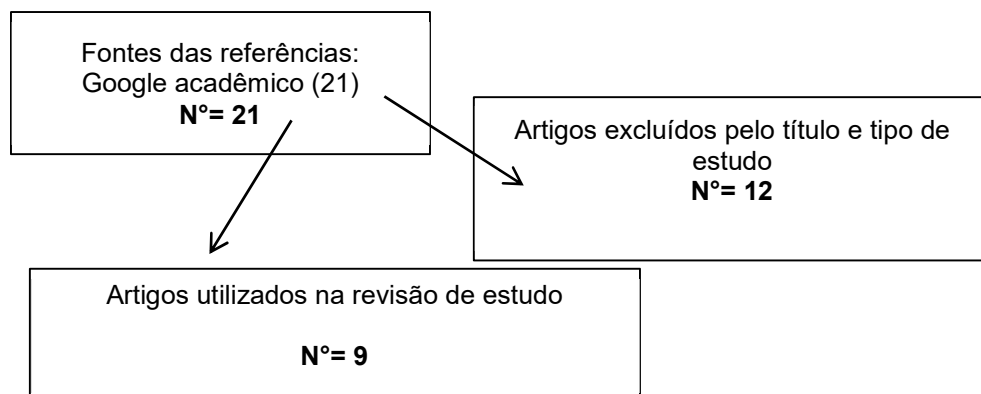 Fontes das referências:
Google acadêmico (21)
N°= 21
Artigos excluídos pelo título e tipo de
estudo
N°= 12
Artigos utilizados na revisão de estudo
N°= 9